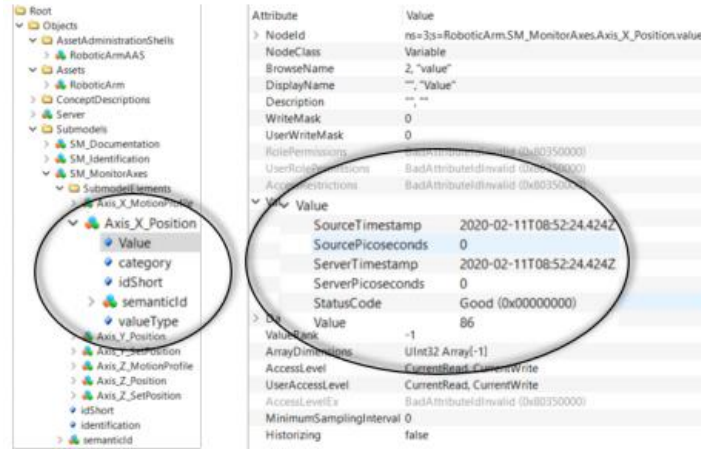 Root
Objects
AssetAdministrationShells
RoboticArmAAS
Assets
RoboticArm
ConceptDescriptions
Server
Submodels
SM_Documentation
SM_Identification
SM_MonitorAxes
SubmodelElements
Axis_X_MotionProfile
Axis_X_Position
Value
category
idShort
semanticId
valueType
Axis_Y_Position
Axis_Y_SetPosition
Axis_Z_MotionProfile
Axis_Z_Position
Axis_Z_SetPosition
idShort
identification
semanticId
Attribute Value
NodeId ns=3;s=RoboticArm.SM_MonitorAxes.Axis_X_Position.value
NodeClass Variable
BrowseName 2, "value"
DisplayName "", "Value"
Description "", ""
WriteMask 0
UserWriteMask 0
RolePermissions BadAttributeIdInvalid (0x80350000)
UserRolePermissions BadAttributeIdInvalid (0x80350000)
AccessRestrictions BadAttributeIdInvalid (0x80350000)
Value
SourceTimestamp 2020-02-11T08:52:24.424Z
SourcePicoseconds 0
ServerTimestamp 2020-02-11T08:52:24.424Z
ServerPicoseconds 0
StatusCode Good (0x00000000)
Value 86
ValueRank -1
ArrayDimensions UInt32 Array[-1]
AccessLevel CurrentRead, CurrentWrite
UserAccessLevel CurrentRead, CurrentWrite
AccessLevelEx BadAttributeIdInvalid (0x80350000)
MinimumSamplingInterval 0
Historizing false